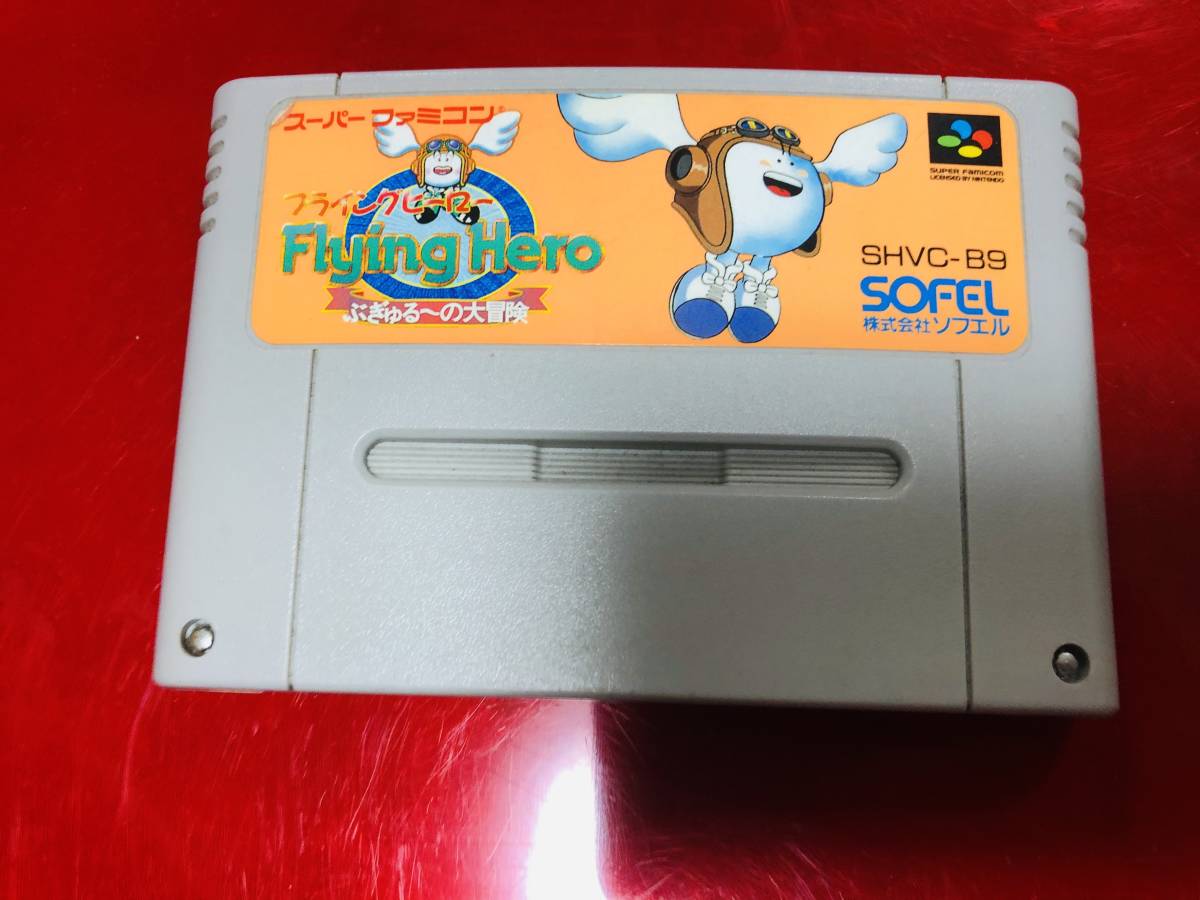 スーパーファミコン®
フライングヒーロー
Flying Hero
ぶぎゅる～の大冒険
SUPER FAMICOM
LICENSED BY NINTENDO
SHVC-B9
SOFEL
株式会社ソフエル